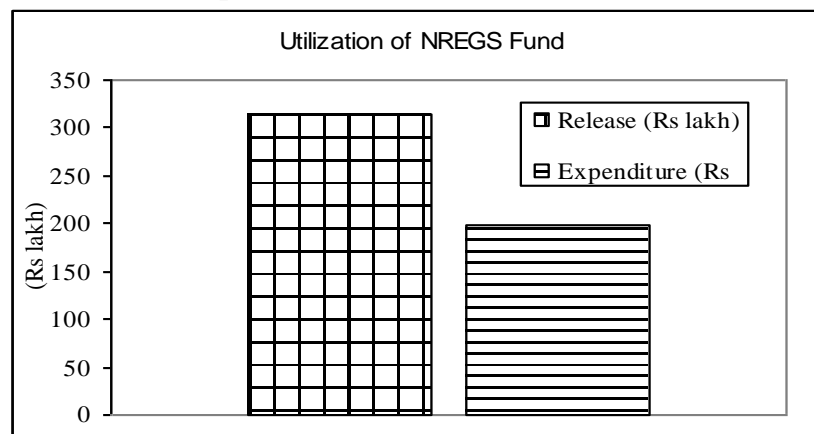 Utilization of NREGS Fund
350
300
250
200
150
100
50
0
(Rs lakh)
Release (Rs lakh)
Expenditure (Rs